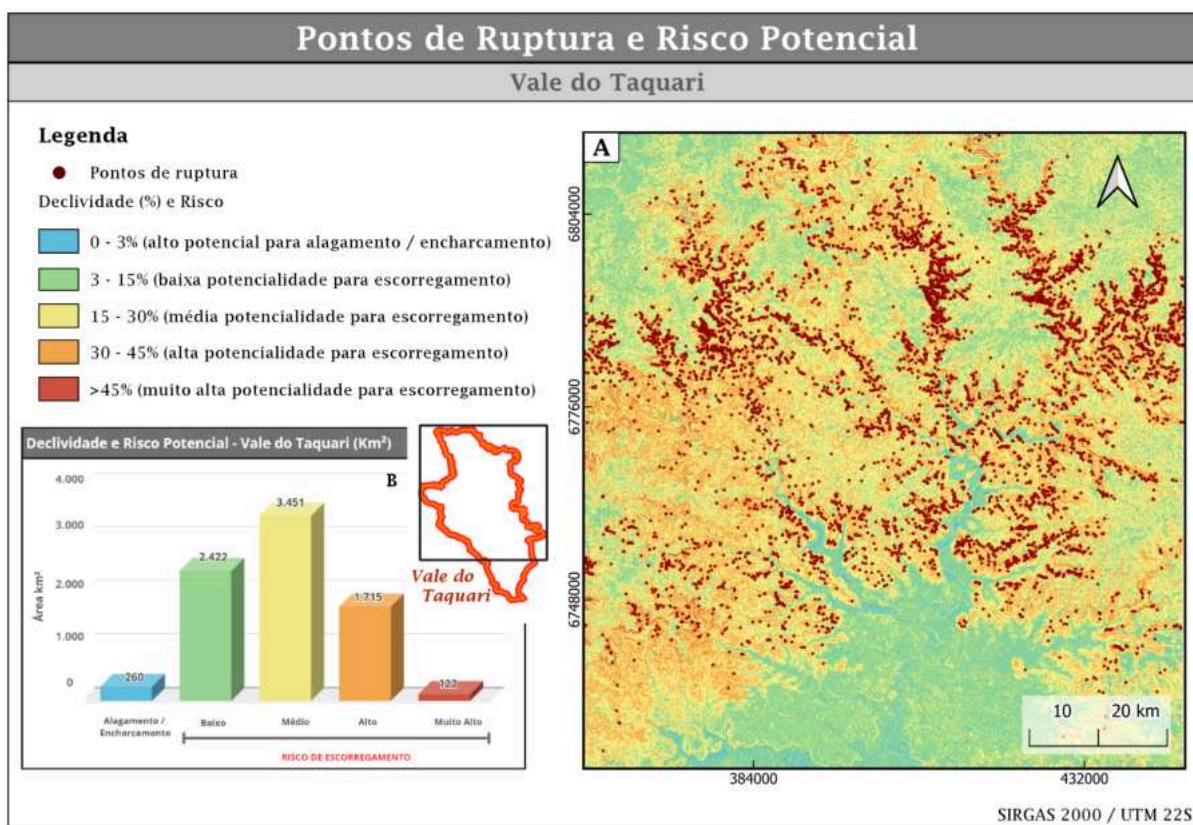 Pontos de Ruptura e Risco Potencial
Vale do Taquari
Legenda
Pontos de ruptura
Declividade (%) e Risco
0 - 3% (alto potencial para alagamento / encharcamento)
3 - 15% (baixa potencialidade para escorregamento)
15 - 30% (média potencialidade para escorregamento)
30 - 45% (alta potencialidade para escorregamento)
>45% (muito alta potencialidade para escorregamento)
Declividade e Risco Potencial - Vale do Taquari (Km²)
B
4.000
3.000
2.000
1.000
0
Área km²
260
2.422
3.451
1.715
122
Alagamento /
Encharcamento
Baixo
Médio
Alto
Muito Alto
RISCO DE ESCORREGAMENTO
Vale do
Taquari
A
6804000
6776000
6748000
384000
432000
10 20 km
SIRGAS 2000 / UTM 22S